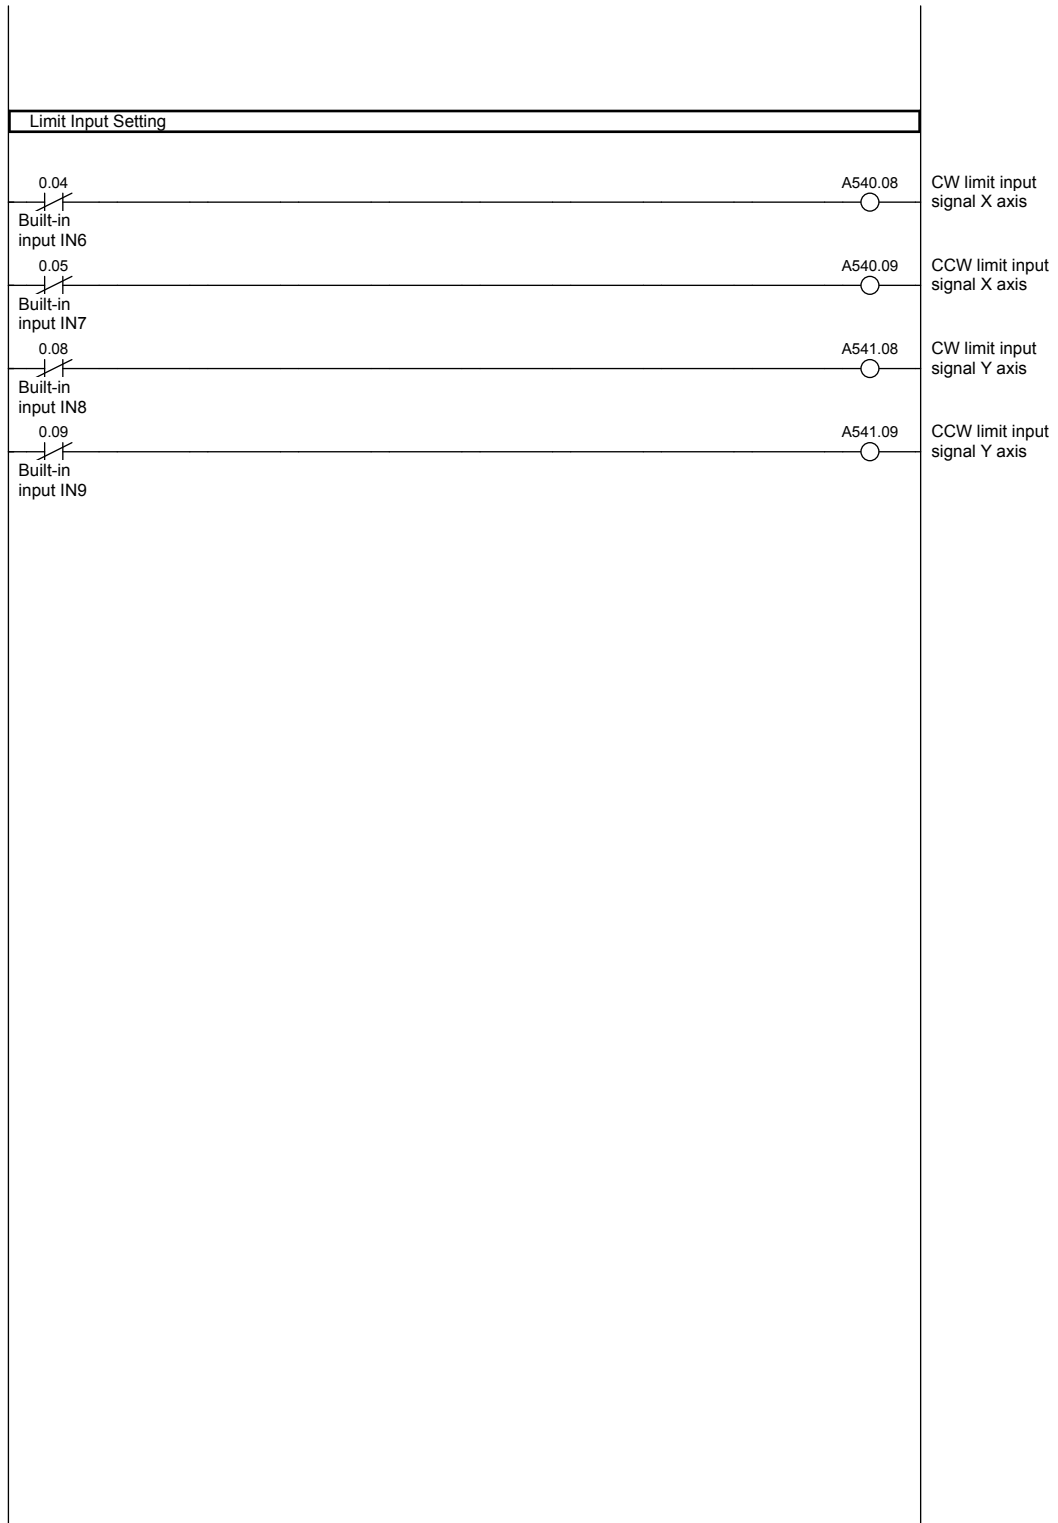 Limit Input Setting
0.04
A540.08
CW limit input
signal X axis
Built-in
input IN6
0.05
A540.09
CCW limit input
signal X axis
Built-in
input IN7
0.08
A541.08
CW limit input
signal Y axis
Built-in
input IN8
0.09
A541.09
CCW limit input
signal Y axis
Built-in
input IN9